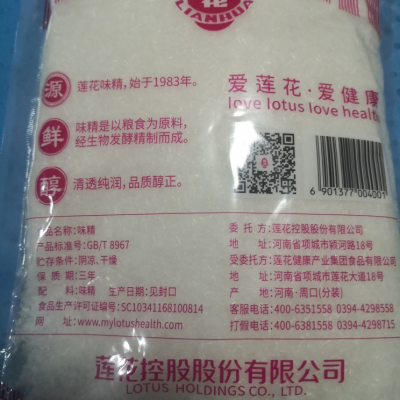 花
LIANHUA
源
莲花味精，始于1983年。
鲜
味精是以粮食为原料，
经生物发酵精制而成。
醇
清透纯润，品质醇正。
爱莲花·爱健康
love lotus love health
6 901377 004001
产品名称：味精
产品标准号：GB/T 8967
贮存条件：阴凉、干燥
保 质 期：三年
配 料：味精 生产日期：见封口
食品生产许可证编号：SC10341168100814
网 址：www.mylotushealth.com
委 托 方：莲花控股股份有限公司
地 址：河南省项城市颍河路18号
受委托方：莲花健康产业集团食品有限公司
地 址：河南省项城市莲花大道18号
产 地：河南·周口(分装)
客服电话：400-6351558 0394-4298558
打假电话：400-6381558 0394-4298715
莲花控股股份有限公司
LOTUS HOLDINGS CO., LTD.